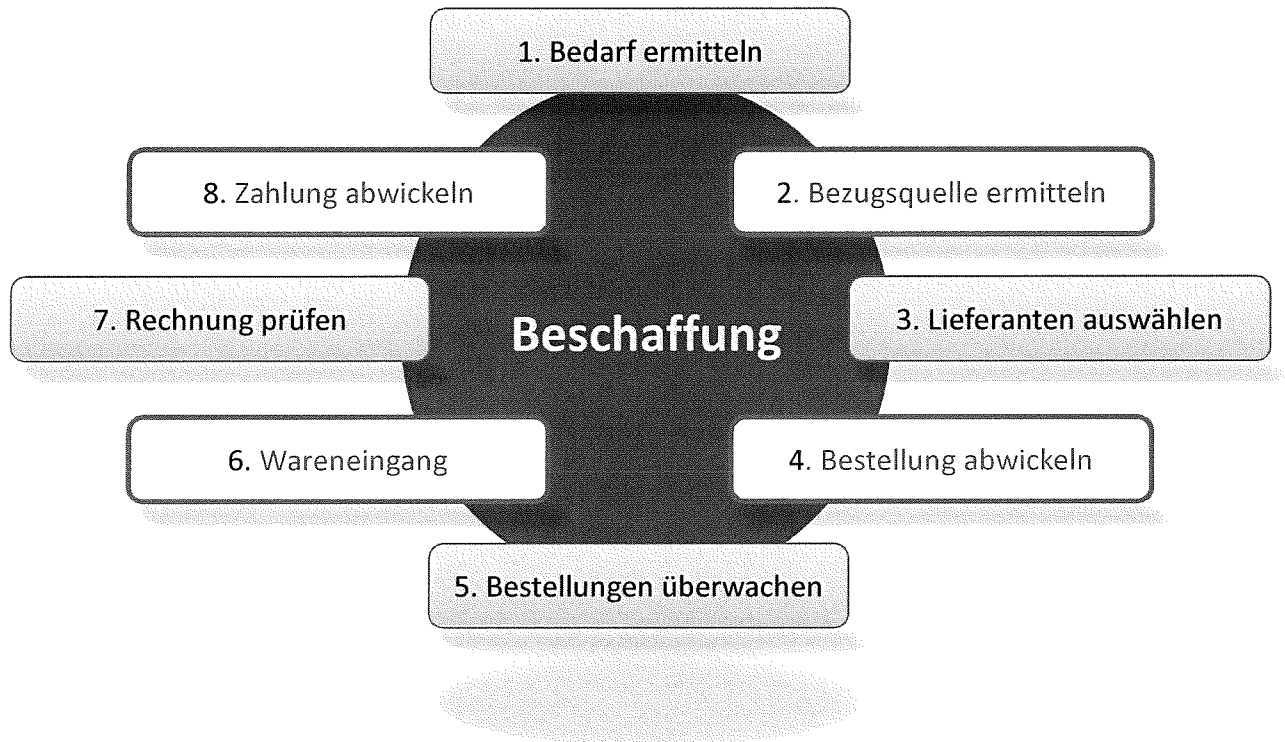 1. Bedarf ermitteln
8. Zahlung abwickeln
2. Bezugsquelle ermitteln
7. Rechnung prüfen
Beschaffung
3. Lieferanten auswählen
6. Wareneingang
4. Bestellung abwickeln
5. Bestellungen überwachen